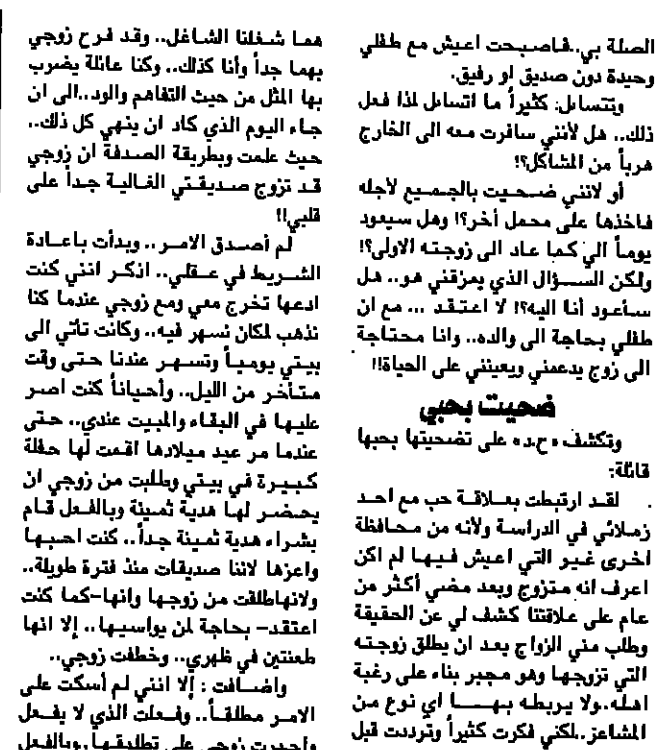 الصلة بي..فاصبحت اعيش مع طفلي
وحيدة دون صديق او رفيق.
وتتساءل: كثيراً ما اتساءل لماذا فعل
ذلك.. هل لأنني سافرت معه الى الخارج
هرباً من المشاكل؟!
أو لانني ضحيت بالجميع لأجله
فاخذها على محمل أخر؟! وهل سيعود
يوماً الي كما عاد الى زوجته الاولى؟!
ولكن السؤال الذي يمزقني هو.. هل
سأعود أنا اليه؟! لا اعتقد ... مع ان
طفلي بحاجة الى والده.. وانا محتاجة
الى زوج يدعمني ويعينني على الحياة!!
ضحيت بحبي
وتكشف «ح.د» على تضحيتها بحبها
قائلة:
لقد ارتبطت بعلاقة حب مع احد
زملائي في الدراسة ولأنه من محافظة
اخرى غير التي اعيش فيها لم اكن
اعرف انه متزوج وبعد مضي أكثر من
عام على علاقتنا كشف لي عن الحقيقة
وطلب مني الزواج بعد ان يطلق زوجته
التي تزوجها وهو مجبر بناء على رغبة
اهله.ولا يربطه بها اي نوع من
المشاعر..لكني فكرت كثيراً وترددت قبل
هما شغلنا الشاغل.. وقد فرح زوجي
بهما جداً وأنا كذلك.. وكنا عائلة يضرب
بها المثل من حيث التفاهم والود..الى ان
جاء اليوم الذي كاد ان ينهي كل ذلك..
حيث علمت وبطريقة الصدفة ان زوجي
قد تزوج صديقتي الغالية جداً على
قلبي!!
لم أصدق الامر.. وبدأت باعادة
الشريط في عقلي.. اذكر انني كنت
ادعها تخرج معي ومع زوجي عندما كنا
نذهب لمكان نسهر فيه.. وكانت تأتي الى
بيتي يومياً وتسهر عندنا حتى وقت
متأخر من الليل.. وأحياناً كنت اصر
عليها في البقاء والمبيت عندي.. حتى
عندما مر عيد ميلادها اقمت لها حفلة
كبيرة في بيتي وطلبت من زوجي ان
يحضر لها هدية ثمينة وبالفعل قام
بشراء هدية ثمينة جداً.. كنت احبها
واعزها لاننا صديقات منذ فترة طويلة..
ولانهاطلقت من زوجها وانها-كما كنت
اعتقد- بحاجة لمن يواسيها.. إلا انها
طعنتين في ظهري.. وخطفت زوجي..
واضافت : إلا انني لم أسكت على
الامر مطلقاً.. وفعلت الذي لا يفعل
وأجبرت زوجي على تطليقها..وبالفعل